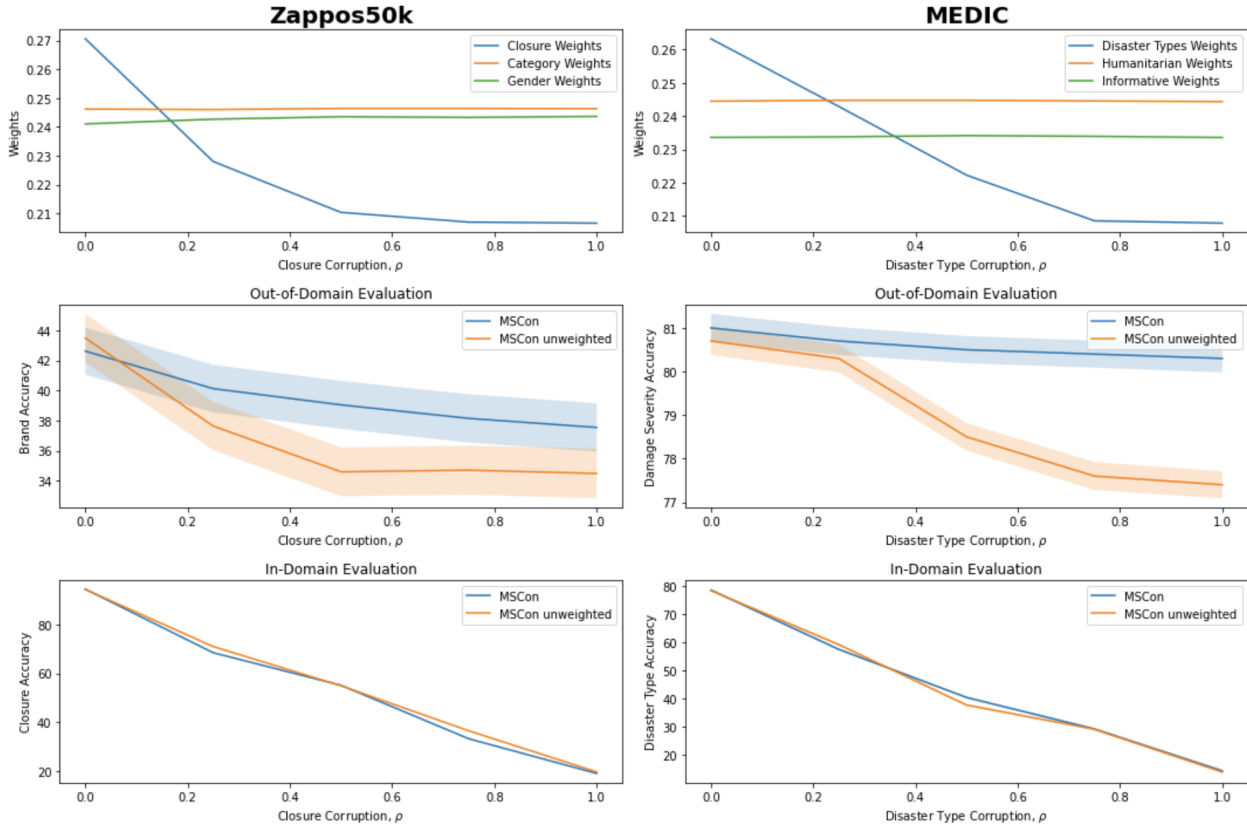 Zappos50k
MEDIC
0.27
0.26
0.25
0.24
0.23
0.22
0.21
Weights
Closure Weights
Category Weights
Gender Weights
0.0 0.2 0.4 0.6 0.8 1.0
Closure Corruption, ρ
0.26
0.25
0.24
0.23
0.22
0.21
Weights
Disaster Types Weights
Humanitarian Weights
Informative Weights
0.0 0.2 0.4 0.6 0.8 1.0
Disaster Type Corruption, ρ
Out-of-Domain Evaluation
44
42
40
38
36
34
Brand Accuracy
MSCon
MSCon unweighted
0.0 0.2 0.4 0.6 0.8 1.0
Closure Corruption, ρ
Out-of-Domain Evaluation
81
80
79
78
77
Damage Severity Accuracy
MSCon
MSCon unweighted
0.0 0.2 0.4 0.6 0.8 1.0
Disaster Type Corruption, ρ
In-Domain Evaluation
80
60
40
20
Closure Accuracy
MSCon
MSCon unweighted
0.0 0.2 0.4 0.6 0.8 1.0
Closure Corruption, ρ
In-Domain Evaluation
80
70
60
50
40
30
20
Disaster Type Accuracy
MSCon
MSCon unweighted
0.0 0.2 0.4 0.6 0.8 1.0
Disaster Type Corruption, ρ